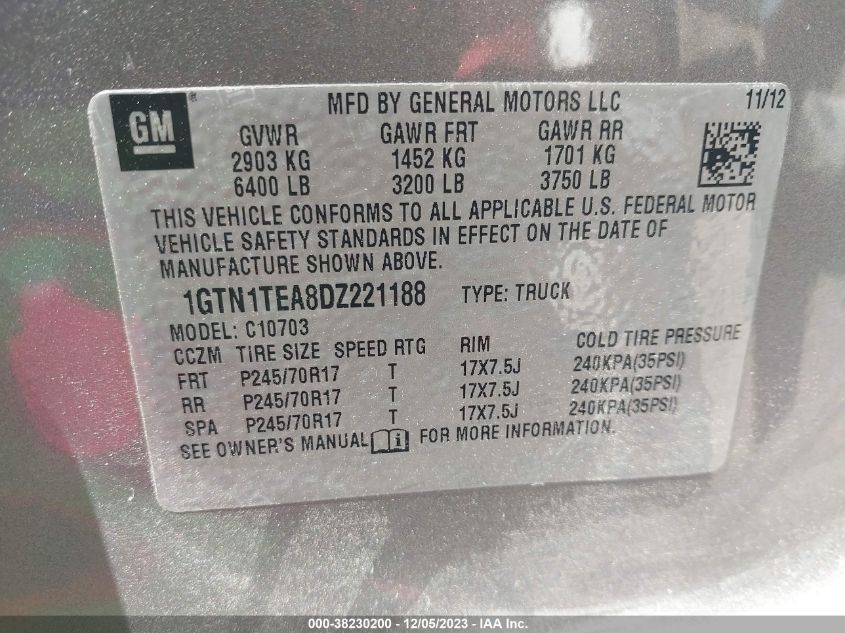 GM ® MFD BY GENERAL MOTORS LLC 11/12
GVWR GAWR FRT GAWR RR
2903 KG 1452 KG 1701 KG
6400 LB 3200 LB 3750 LB
THIS VEHICLE CONFORMS TO ALL APPLICABLE U.S. FEDERAL MOTOR
VEHICLE SAFETY STANDARDS IN EFFECT ON THE DATE OF
MANUFACTURE SHOWN ABOVE.
1GTN1TEA8DZ221188 TYPE: TRUCK
MODEL: C10703
CCZM TIRE SIZE SPEED RTG RIM COLD TIRE PRESSURE
FRT P245/70R17 T 17X7.5J 240KPA(35PSI)
RR P245/70R17 T 17X7.5J 240KPA(35PSI)
SPA P245/70R17 T 17X7.5J 240KPA(35PSI)
SEE OWNER'S MANUAL i FOR MORE INFORMATION.
000-38230200 - 12/05/2023 - IAA Inc.